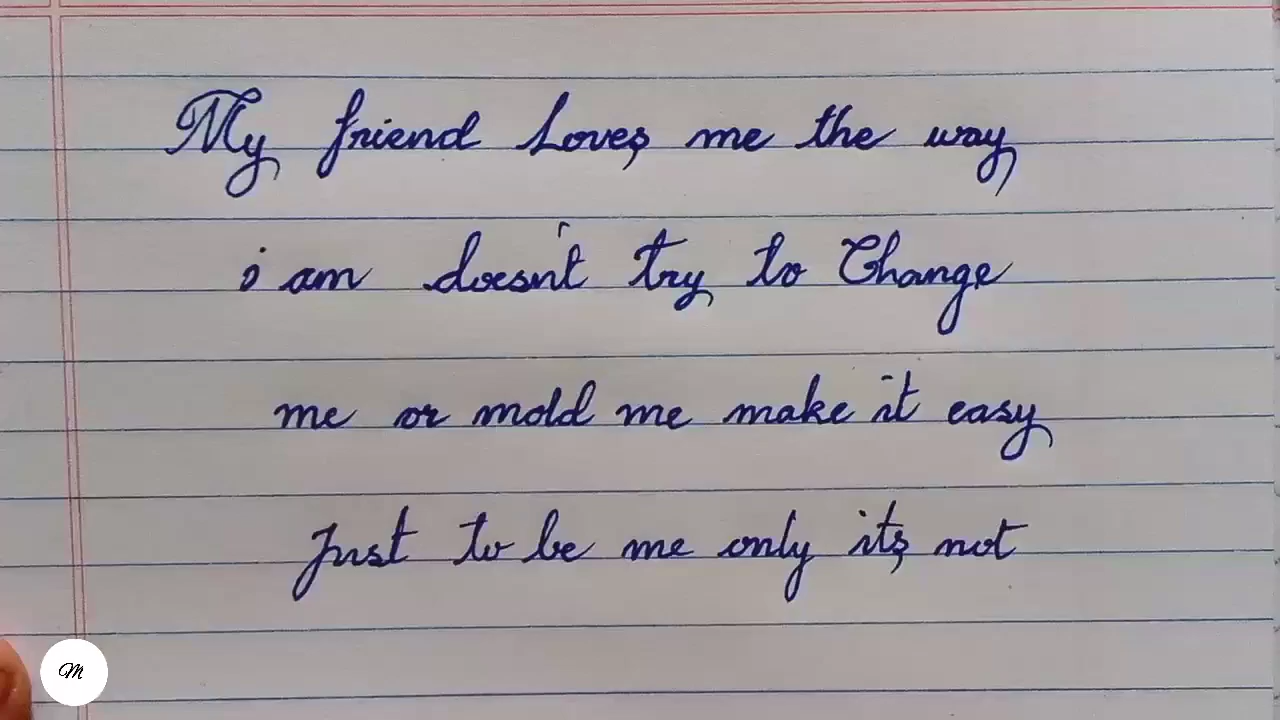 My friend Loves me the way
i am doesn't try to Change
me or mold me make it easy
Just to be me only its not
M